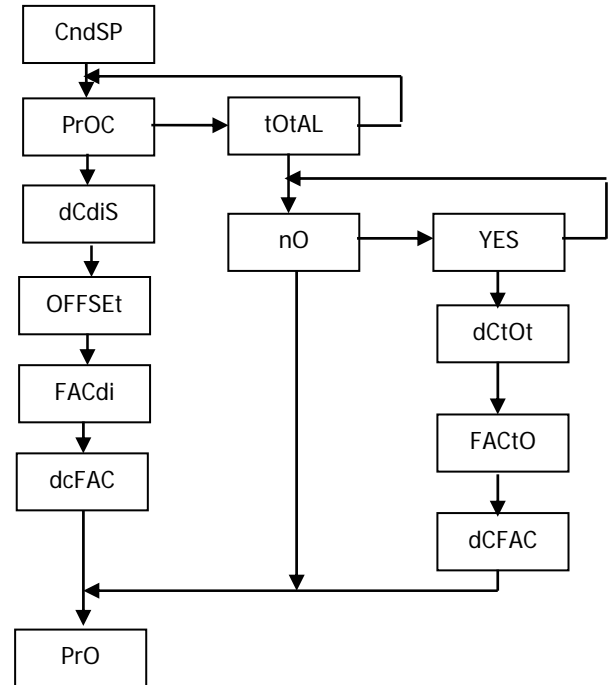 CndSP
PrOC
tOtAL
dCdiS
nO
YES
OFFSEt
dCtOt
FACdi
FACtO
dcFAC
dCFAC
PrO